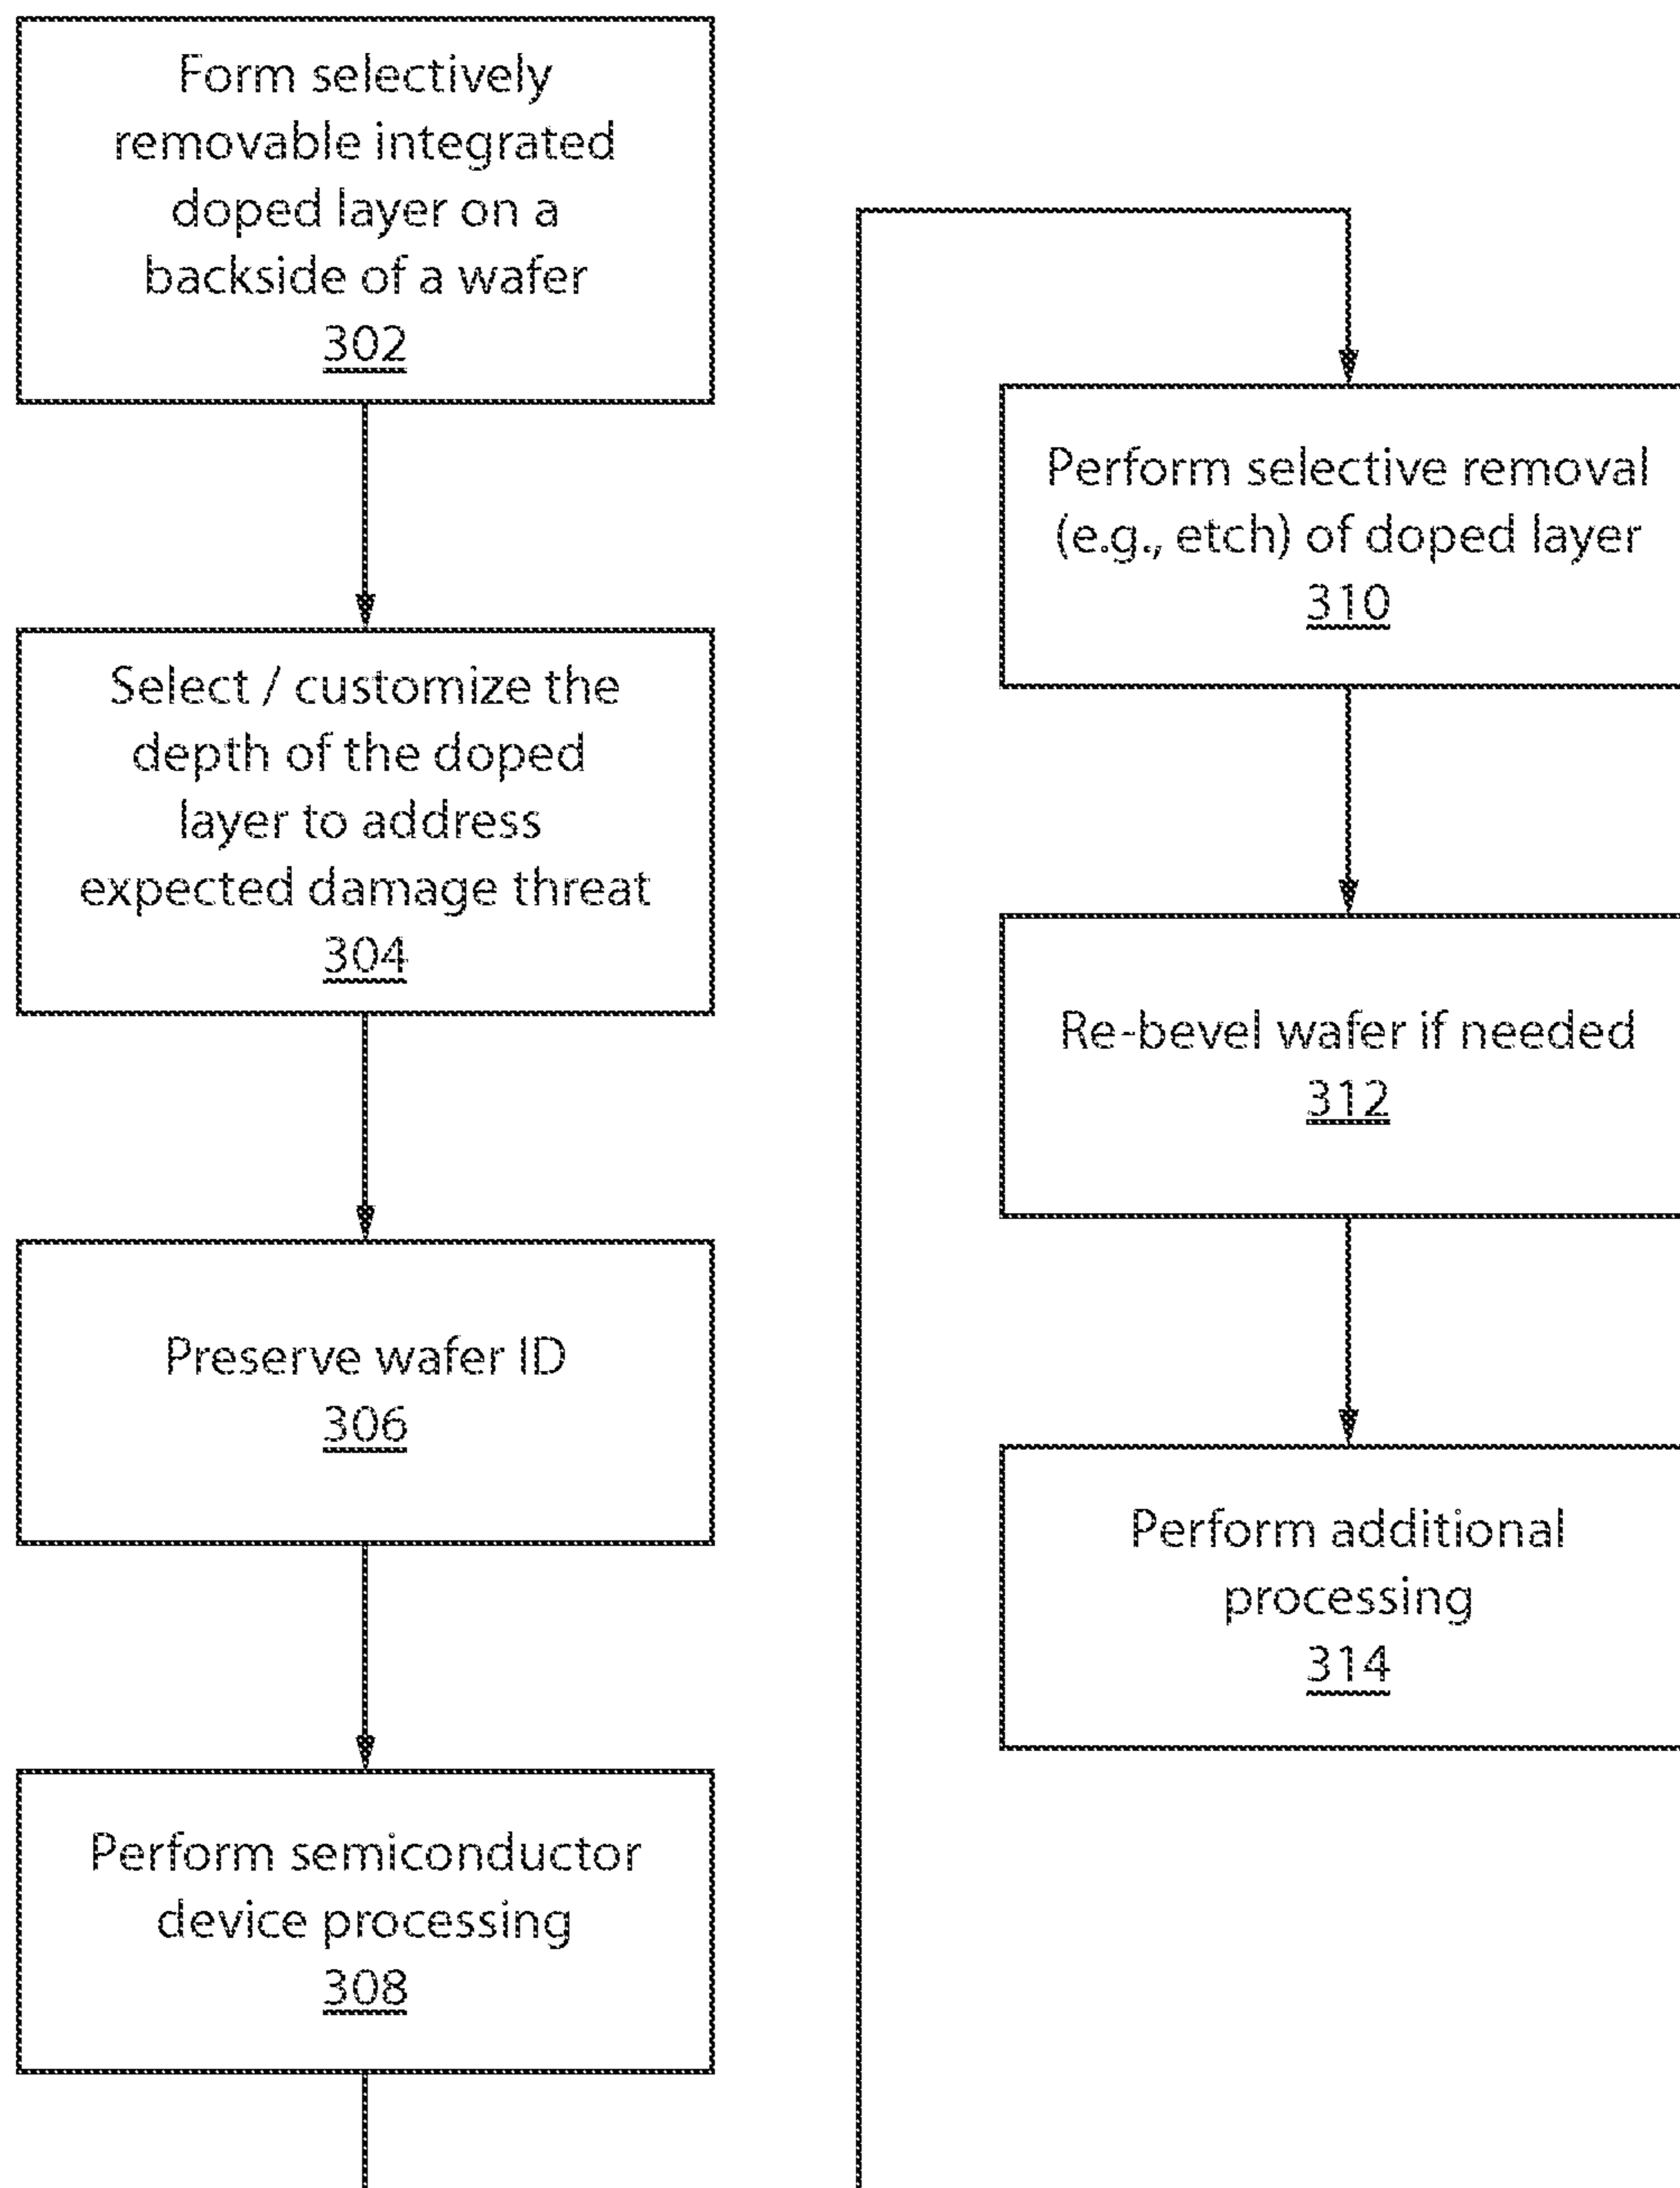 Form selectively
removable integrated
doped layer on a
backside of a wafer
302
Select / customize the
depth of the doped
layer to address
expected damage threat
304
Preserve wafer ID
306
Perform semiconductor
device processing
308
Perform selective removal
(e.g., etch) of doped layer
310
Re-bevel wafer if needed
312
Perform additional
processing
314